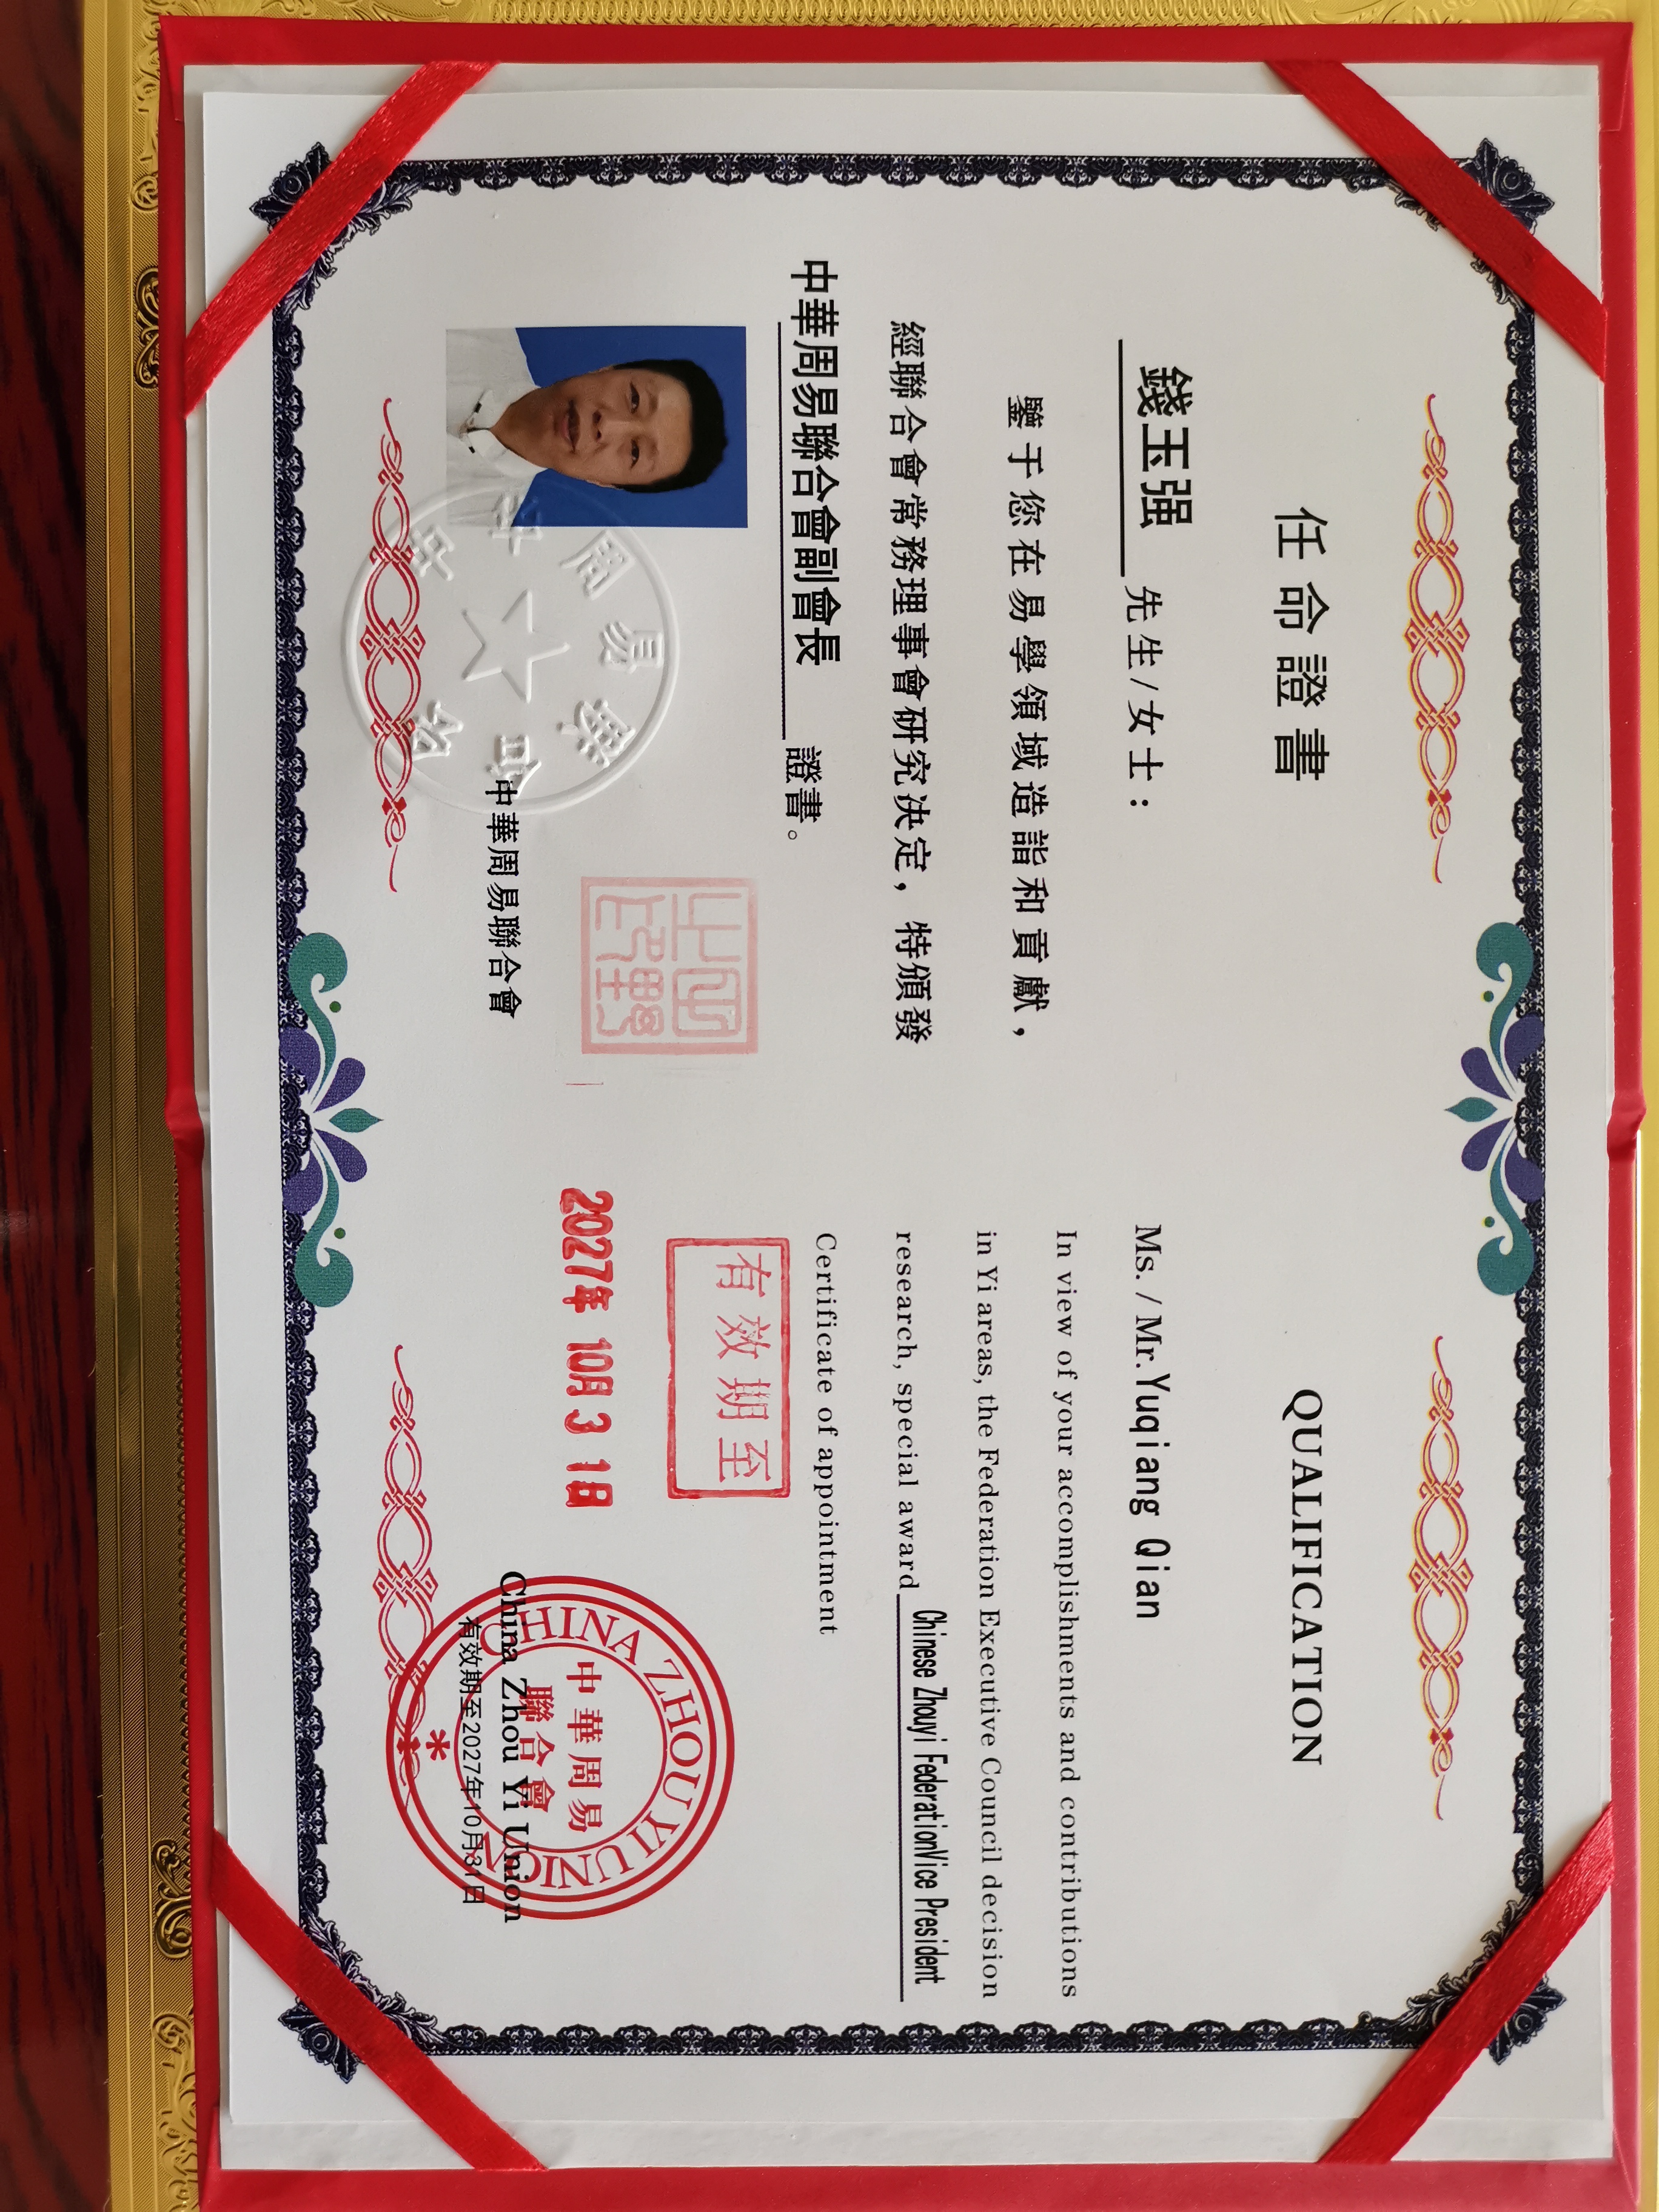 任命證書
錢玉强 先生/女士：
鑒于您在易學領域造詣和貢獻，
經聯合會常務理事會研究决定，特頒發
中華周易聯合會副會長 證書。
中華周易聯合會
QUALIFICATION
Ms. / Mr. Yuqiang Qian
In view of your accomplishments and contributions
in Yi areas, the Federation Executive Council decision
research, special award Chinese Zhouyi FederationVice President
Certificate of appointment
有效期至
2027年 10月 3 1日
CHINA ZHOU YI UNION
中華周易
聯合會
China Zhou Yi Union
有效期至2027年10月31日